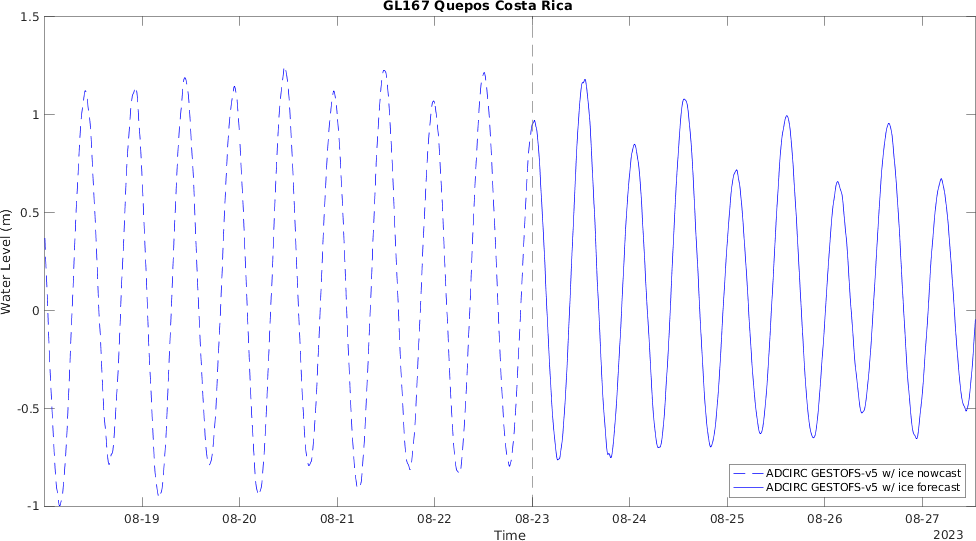 GL167 Quepos Costa Rica
1.5
1
0.5
0
-0.5
-1
Water Level (m)
08-19 08-20 08-21 08-22 08-23 08-24 08-25 08-26 08-27
Time
2023
ADCIRC GESTOFS-v5 w/ ice nowcast
ADCIRC GESTOFS-v5 w/ ice forecast